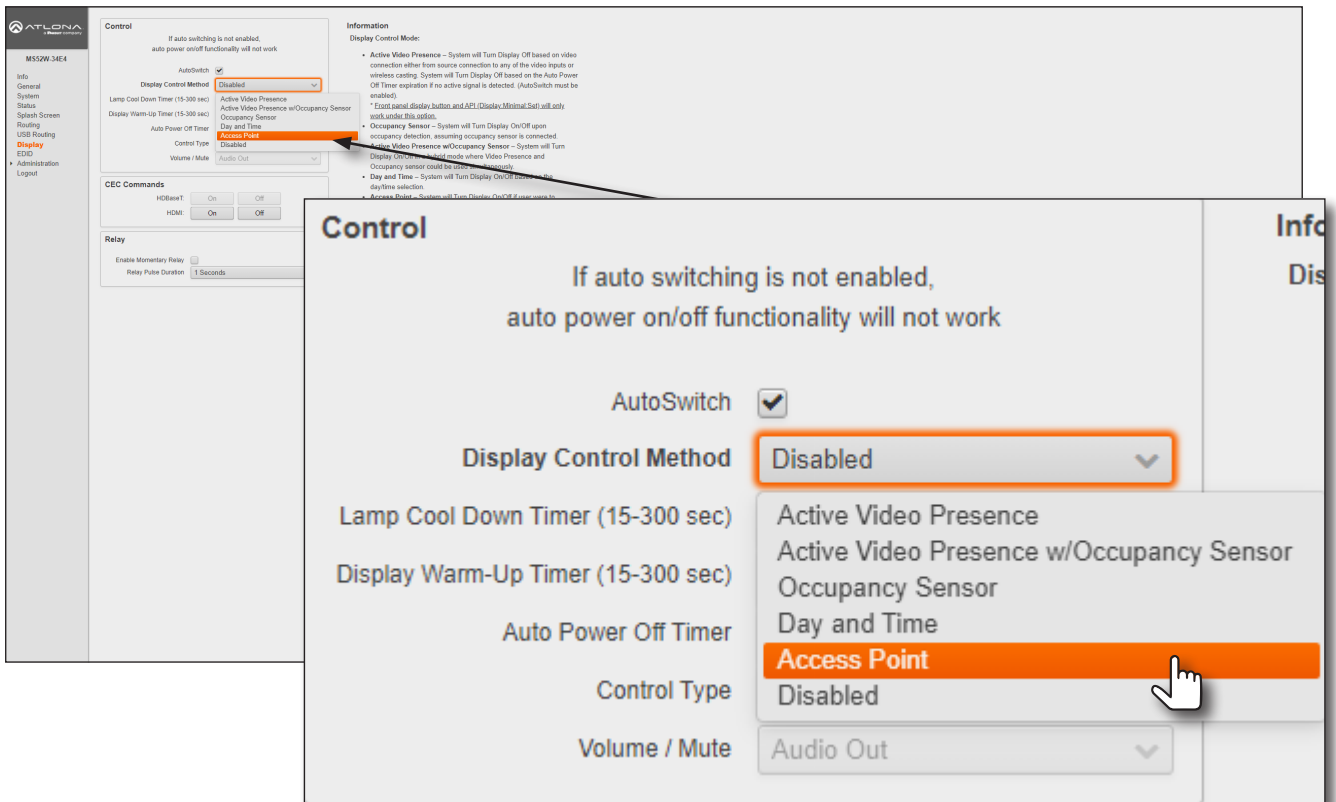 ATLONA
a Panduit company
MS52W-34E4
Info
General
System
Status
Splash Screen
Routing
USB Routing
Display
EDID
Administration
Logout
Control
If auto switching is not enabled,
auto power on/off functionality will not work
AutoSwitch
Display Control Method Disabled
Lamp Cool Down Timer (15-300 sec)
Display Warm-Up Timer (15-300 sec)
Auto Power Off Timer
Control Type
Volume / Mute Audio Out
Active Video Presence
Active Video Presence w/Occupancy Sensor
Occupancy Sensor
Day and Time
Access Point
Disabled
CEC Commands
HDBaseT: On Off
HDMI: On Off
Relay
Enable Momentary Relay
Relay Pulse Duration 1 Seconds
Information
Display Control Mode:
• Active Video Presence – System will Turn Display Off based on video
connection either from source connection to any of the video inputs or
wireless casting. System will Turn Display Off based on the Auto Power
Off Timer expiration if no active signal is detected. (AutoSwitch must be
enabled).
* Front panel display button and API (Display Minimal Set) will only
work under this option.
• Occupancy Sensor – System will Turn Display On/Off upon
occupancy detection, assuming occupancy sensor is connected.
• Active Video Presence w/Occupancy Sensor – System will Turn
Display On/Off in a hybrid mode where Video Presence and
Occupancy sensor could be used simultaneously.
• Day and Time – System will Turn Display On/Off based on the
day/time selection.
• Access Point – System will Turn Display On/Off if user were to
Control
If auto switching is not enabled,
auto power on/off functionality will not work
AutoSwitch
Display Control Method Disabled
Lamp Cool Down Timer (15-300 sec)
Display Warm-Up Timer (15-300 sec)
Auto Power Off Timer
Control Type
Volume / Mute Audio Out
Active Video Presence
Active Video Presence w/Occupancy Sensor
Occupancy Sensor
Day and Time
Access Point
Disabled
Info
Dis